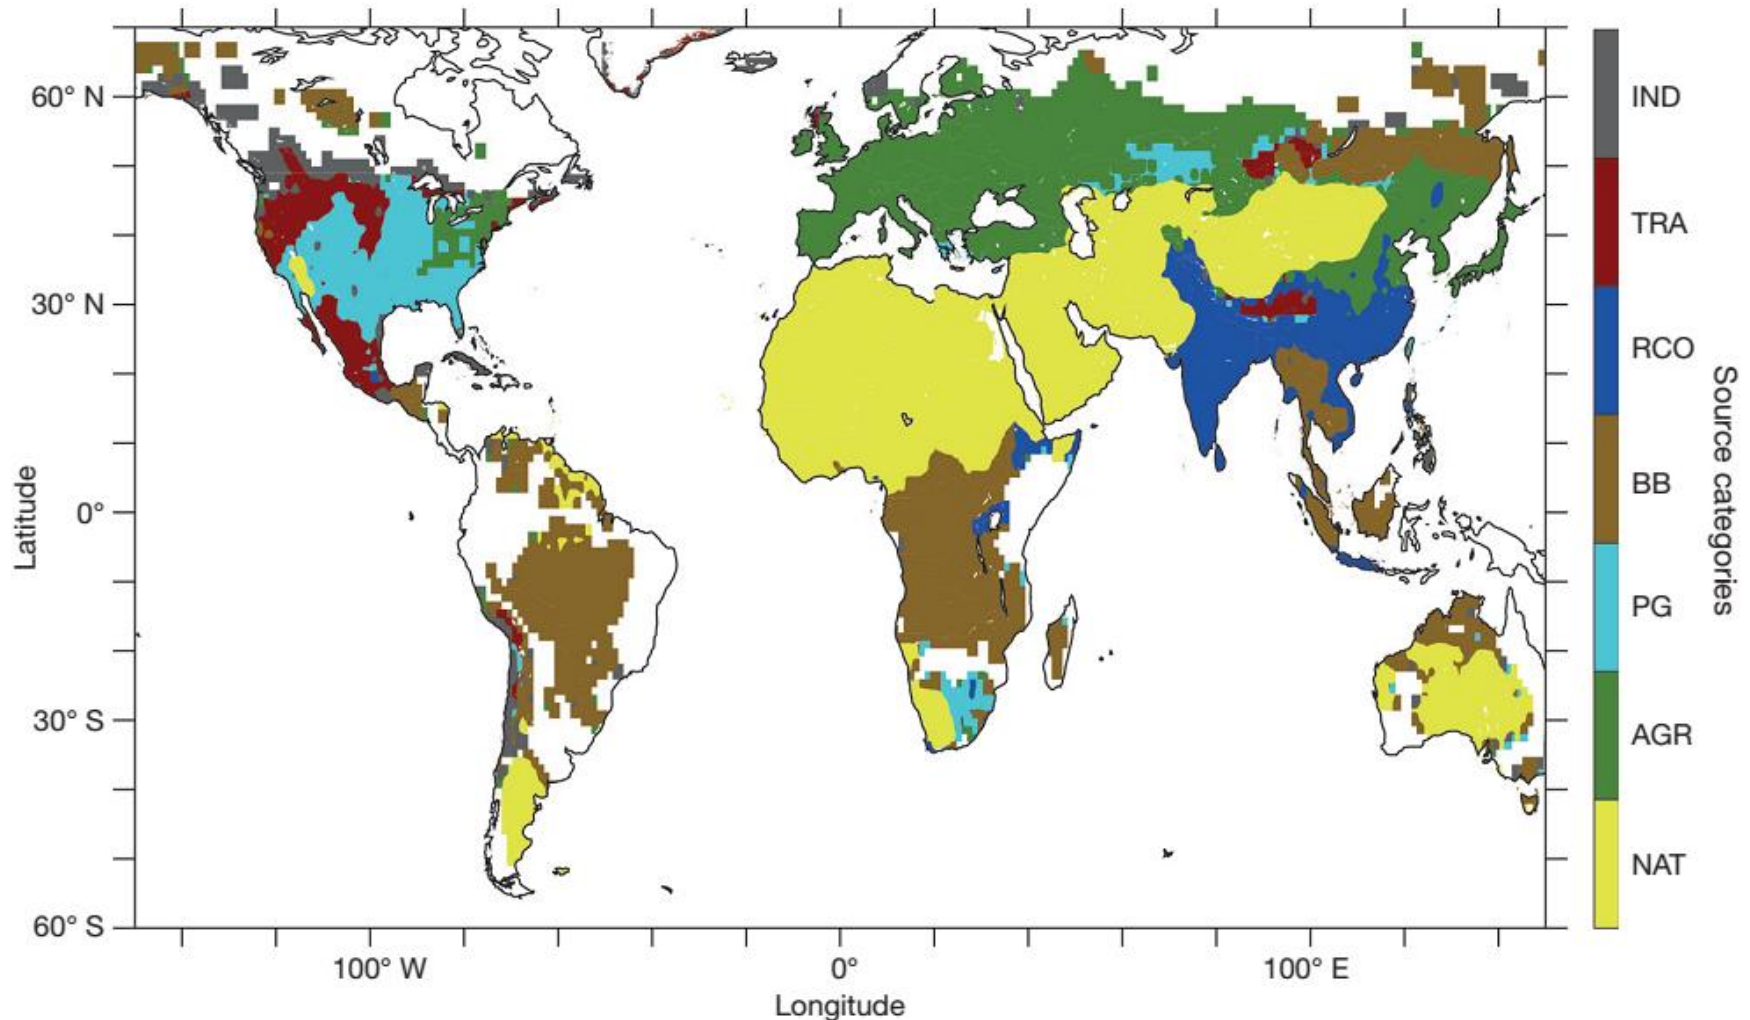 60° N
30° N
0°
30° S
60° S
Latitude
100° W
0°
100° E
Longitude
IND
TRA
RCO
BB
PG
AGR
NAT
Source categories